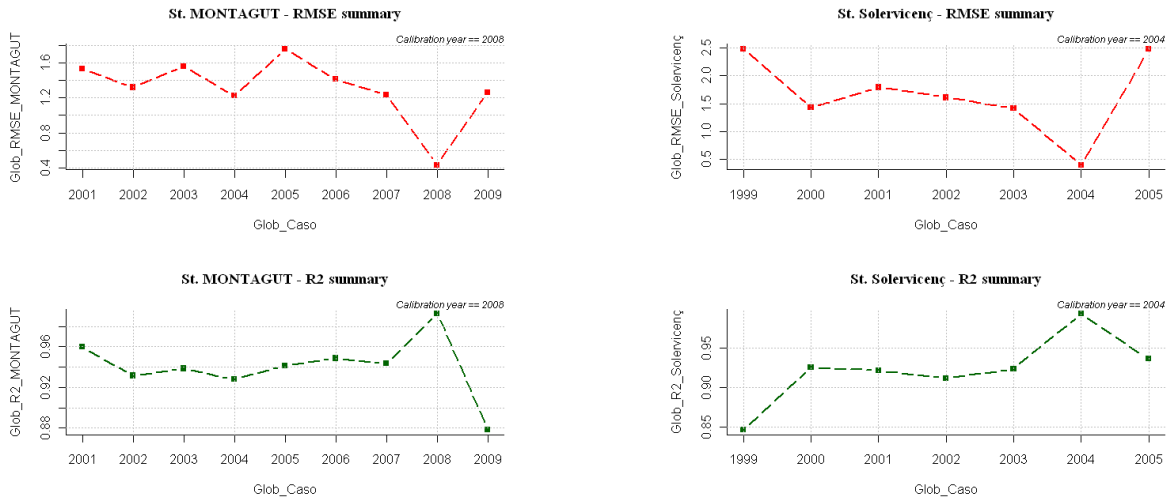 St. MONTAGUT - RMSE summary
Calibration year == 2008
Glob_RMSE_MONTAGUT
1.6
1.2
0.8
0.4
2001 2002 2003 2004 2005 2006 2007 2008 2009
Glob_Caso
St. Solervicenç - RMSE summary
Calibration year == 2004
Glob_RMSE_Solervicenç
2.5
2.0
1.5
1.0
0.5
1999 2000 2001 2002 2003 2004 2005
Glob_Caso
St. MONTAGUT - R2 summary
Calibration year == 2008
Glob_R2_MONTAGUT
0.96
0.92
0.88
2001 2002 2003 2004 2005 2006 2007 2008 2009
Glob_Caso
St. Solervicenç - R2 summary
Calibration year == 2004
Glob_R2_Solervicenç
0.95
0.90
0.85
1999 2000 2001 2002 2003 2004 2005
Glob_Caso